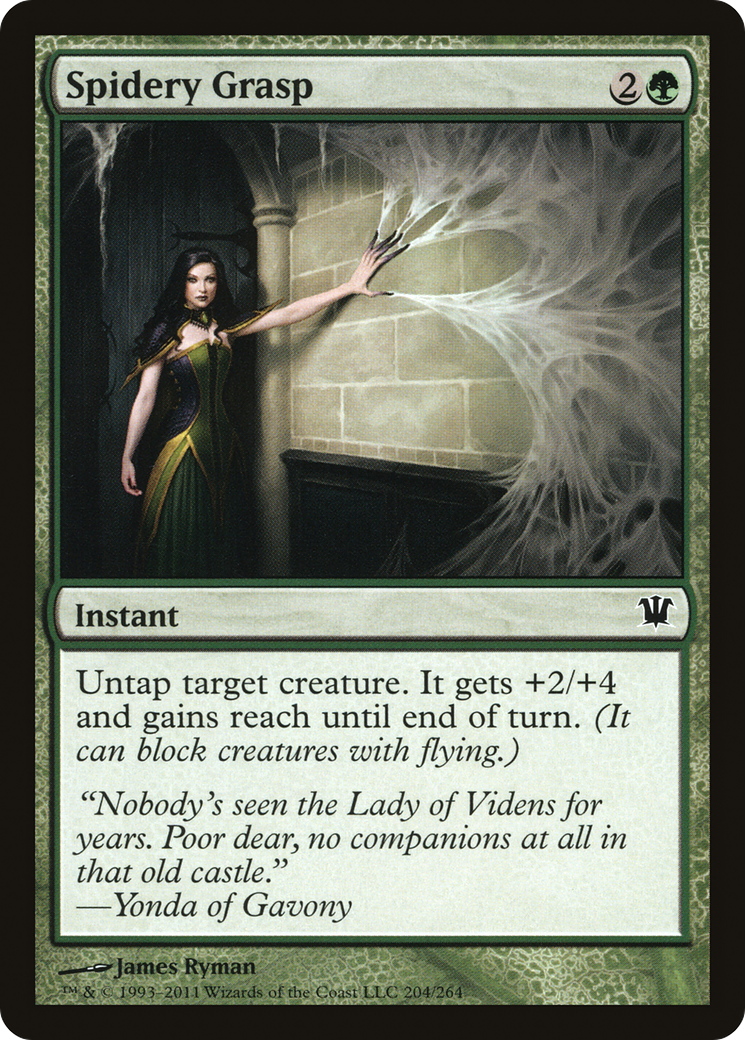 Spidery Grasp 2
Instant
Untap target creature. It gets +2/+4
and gains reach until end of turn. (It
can block creatures with flying.)
“Nobody’s seen the Lady of Videns for
years. Poor dear, no companions at all in
that old castle.”
—Yonda of Gavony
James Ryman
™ & © 1993–2011 Wizards of the Coast LLC 204/264